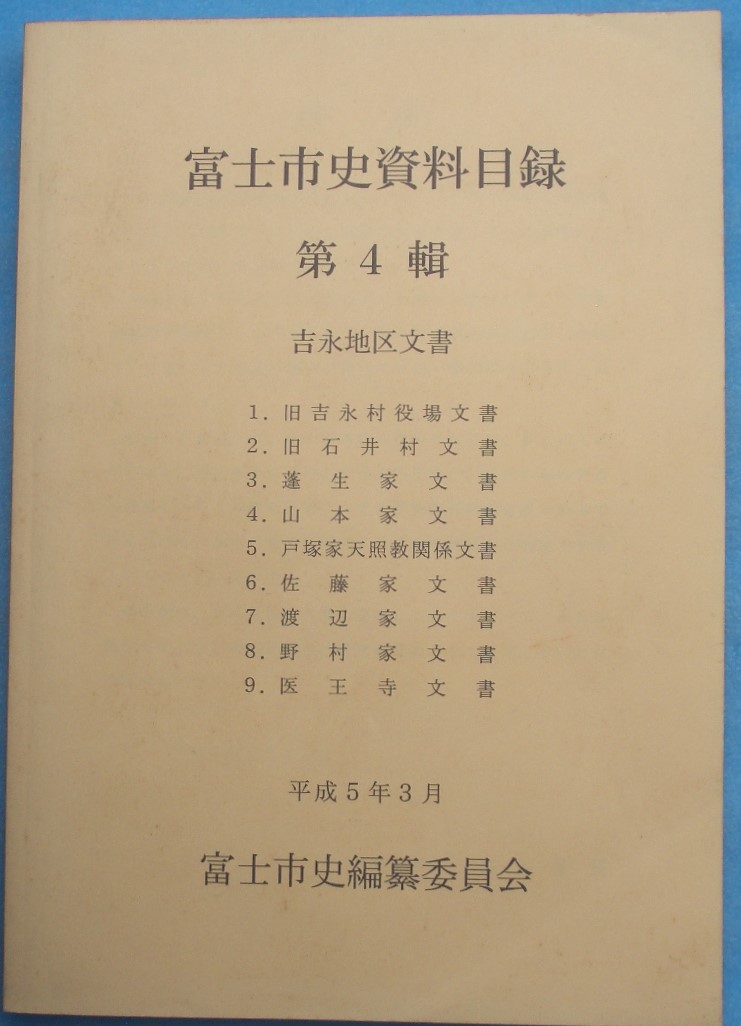 富士市史資料目録
第４輯
吉永地区文書
1. 旧吉永村役場文書
2. 旧石井村文書
3. 蓬生家文書
4. 山本家文書
5. 戸塚家天照教関係文書
6. 佐藤家文書
7. 渡辺家文書
8. 野村家文書
9. 医王寺文書
平成５年３月
富士市史編纂委員会